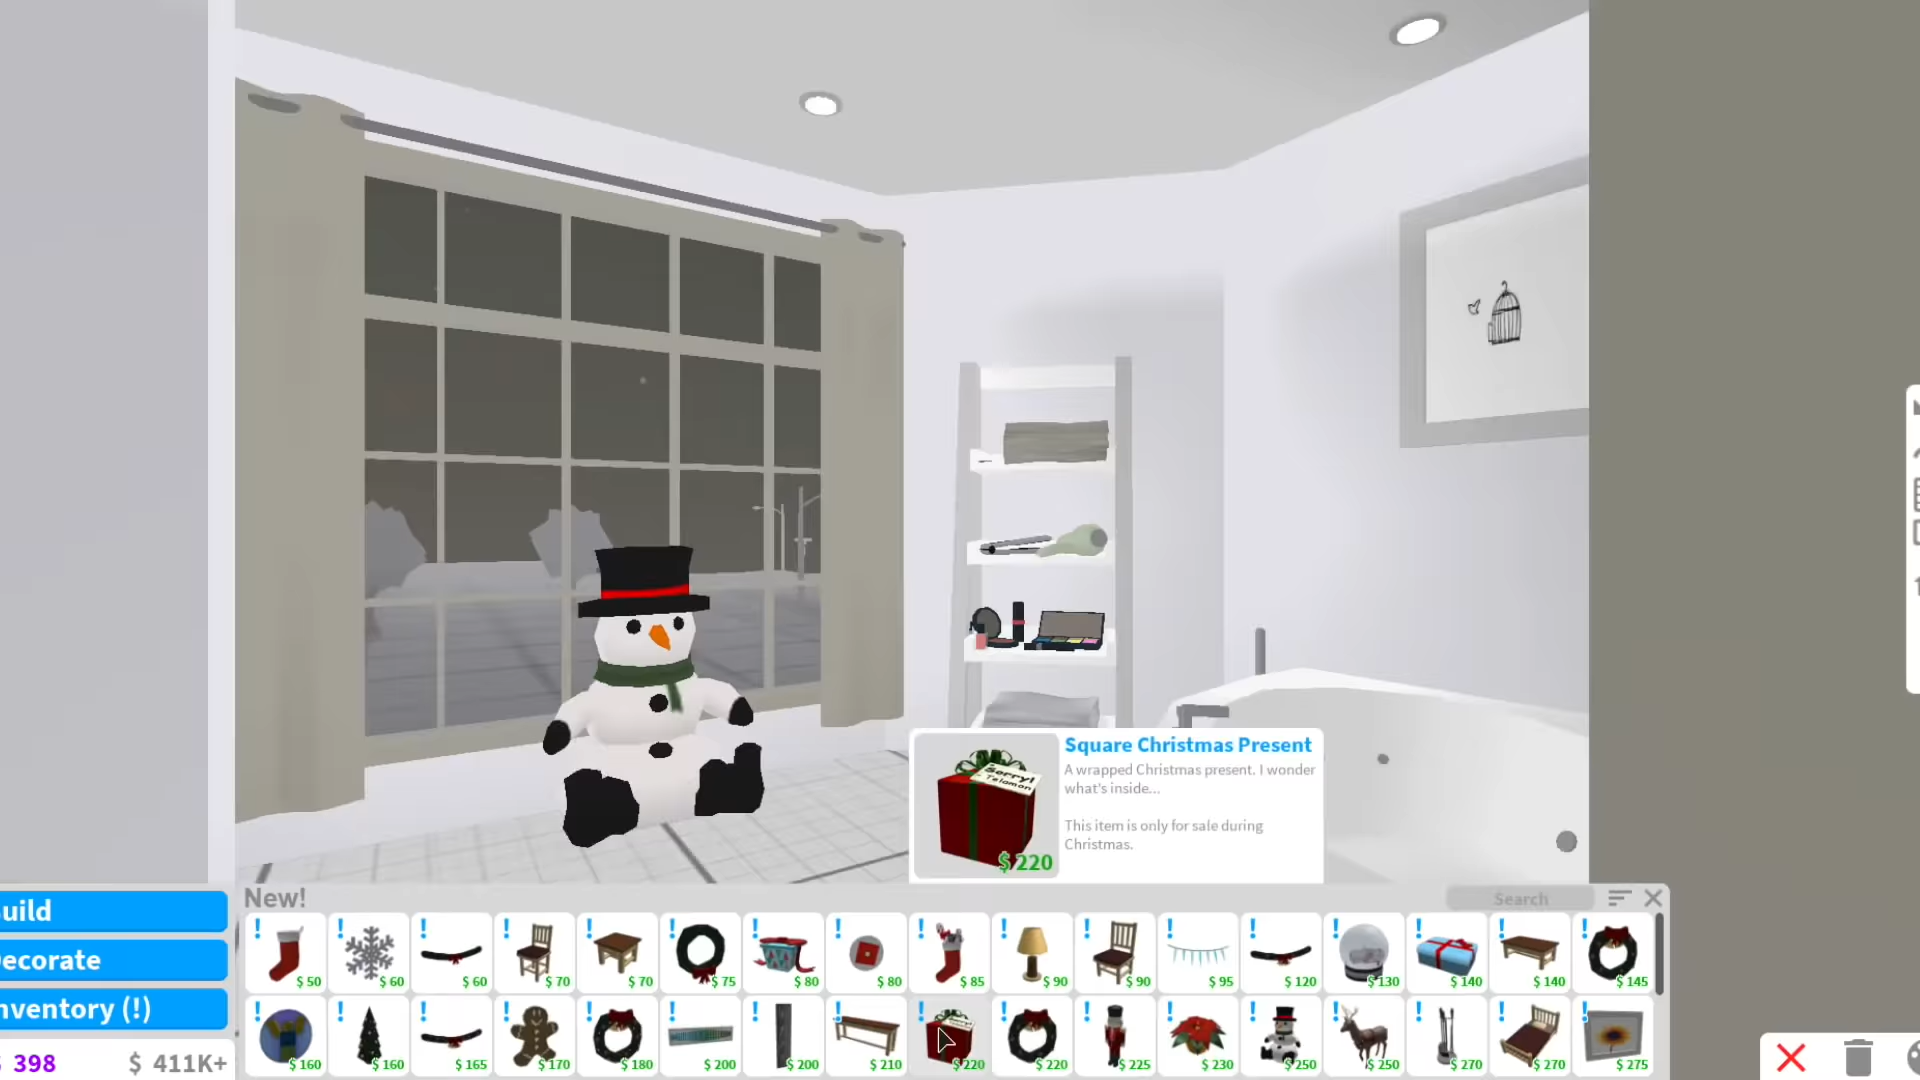 Sorry!
- Telamon
$ 220
Square Christmas Present
A wrapped Christmas present. I wonder
what's inside...
This item is only for sale during
Christmas.
uild
ecorate
nventory (!)
398
$ 411K+
New!
Search
! $ 50
! $ 60
! $ 60
! $ 70
! $ 70
! $ 75
! $ 80
! $ 80
! $ 85
! $ 90
! $ 90
! $ 95
! $ 120
! $ 130
! $ 140
! $ 140
! $ 145
! $ 160
! $ 160
! $ 165
! $ 170
! $ 180
! $ 200
! $ 200
! $ 210
! $ 220
! $ 220
! $ 225
! $ 230
! $ 250
! $ 250
! $ 270
! $ 270
! $ 275